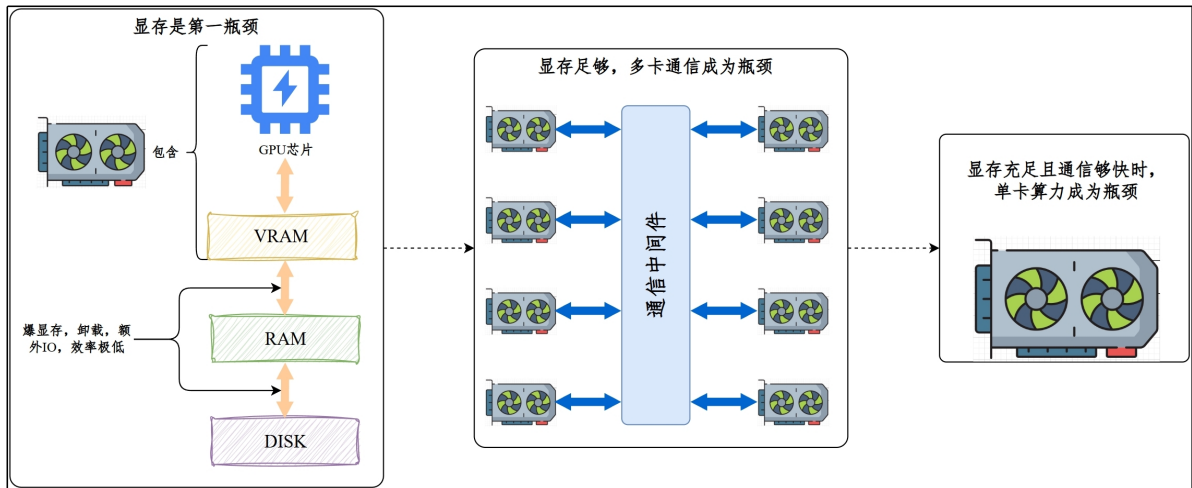 显存是第一瓶颈
GPU芯片
包含
VRAM
爆显存，卸载，额
外IO，效率极低
RAM
DISK
显存足够，多卡通信成为瓶颈
通信中间件
显存充足且通信够快时，
单卡算力成为瓶颈